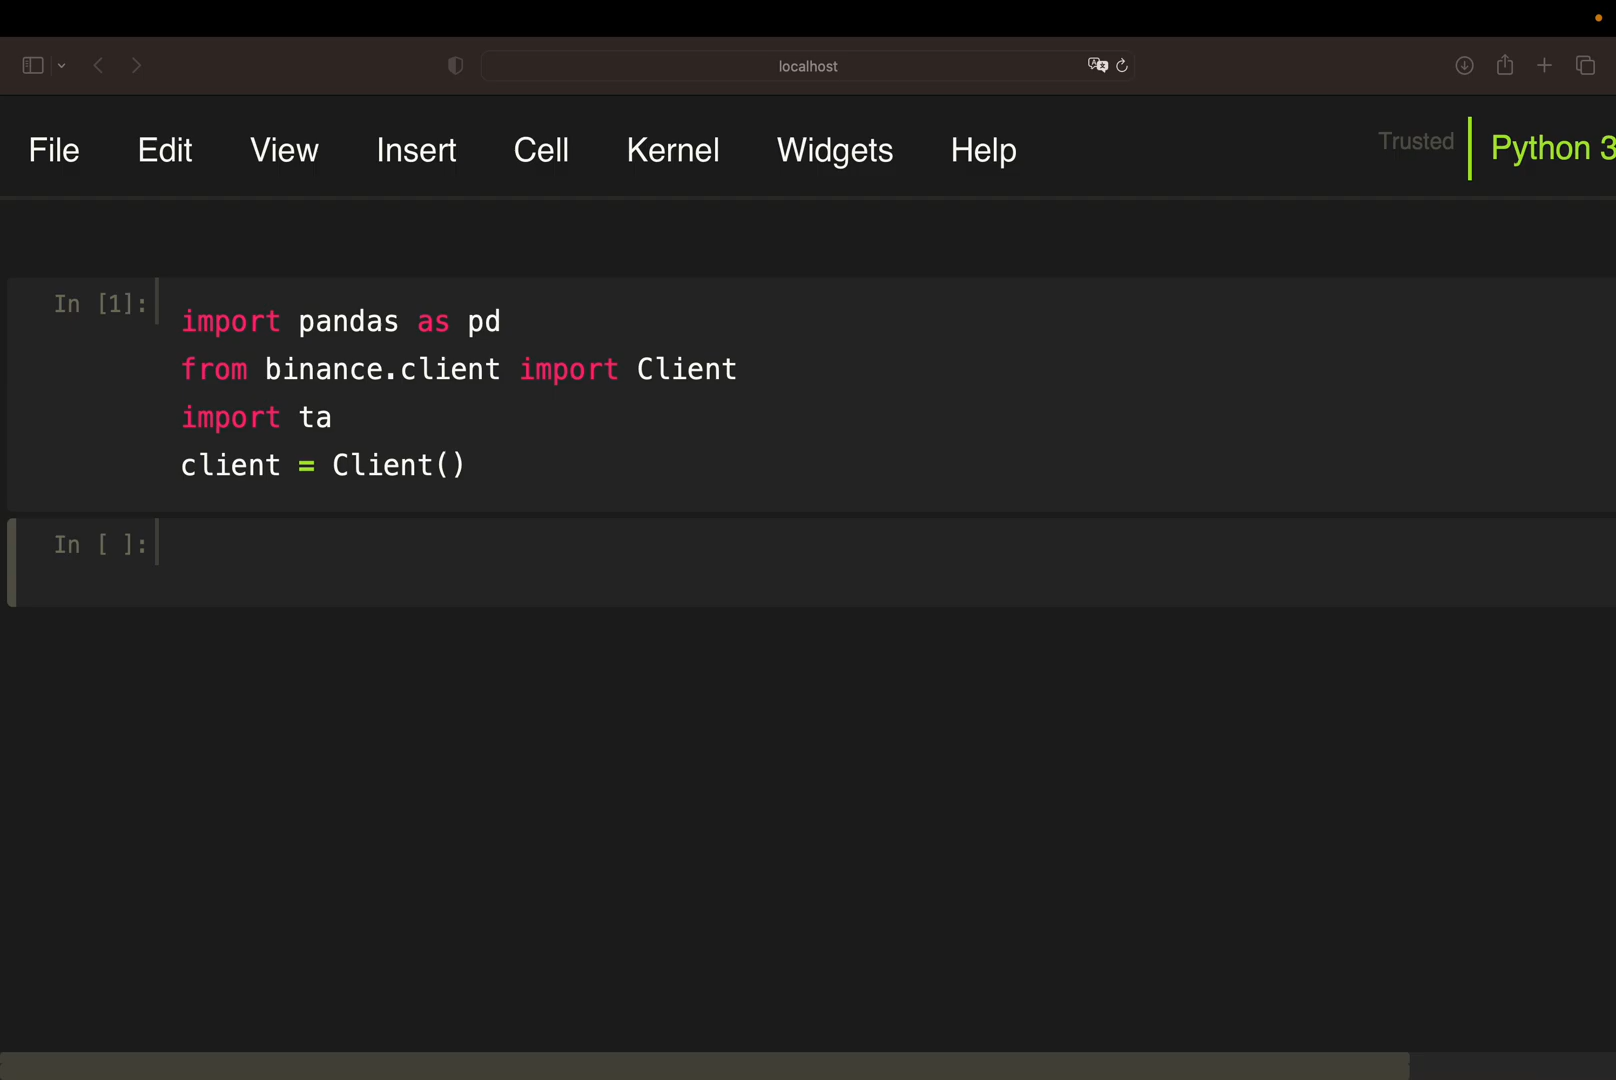 localhost
File Edit View Insert Cell Kernel Widgets Help Trusted Python 3
In [1]:
import pandas as pd
from binance.client import Client
import ta
client = Client()
In [ ]: